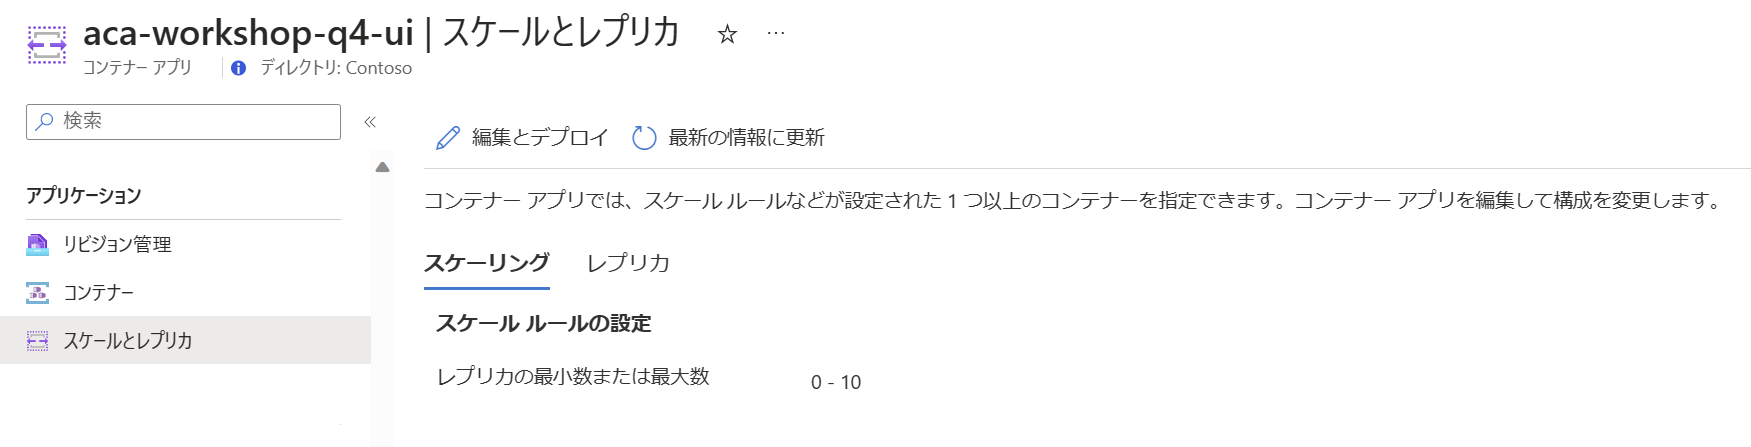 aca-workshop-q4-ui | スケールとレプリカ
コンテナー アプリ
ディレクトリ: Contoso
検索
編集とデプロイ
最新の情報に更新
アプリケーション
リビジョン管理
コンテナー
スケールとレプリカ
コンテナー アプリでは、スケール ルールなどが設定された 1 つ以上のコンテナーを指定できます。コンテナー アプリを編集して構成を変更します。
スケーリング
レプリカ
スケール ルールの設定
レプリカの最小数または最大数
0 - 10